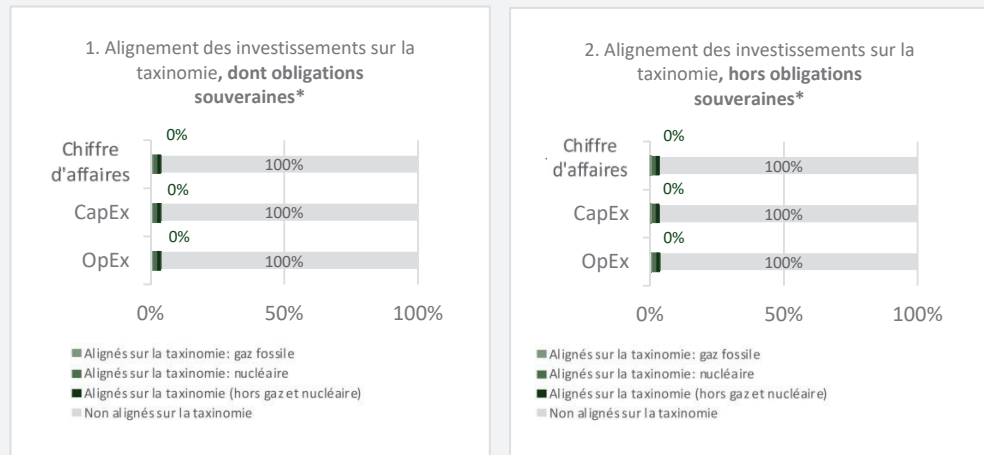 1. Alignement des investissements sur la
taxinomie, dont obligations
souveraines*
0%
Chiffre
d'affaires
100%
0%
CapEx
100%
0%
OpEx
100%
0%
50%
100%
Alignés sur la taxinomie: gaz fossile
Alignés sur la taxinomie: nucléaire
Alignés sur la taxinomie (hors gaz et nucléaire)
Non alignés sur la taxinomie
2. Alignement des investissements sur la
taxinomie, hors obligations
souveraines*
0%
Chiffre
d'affaires
100%
0%
CapEx
100%
0%
OpEx
100%
0%
50%
100%
Alignés sur la taxinomie: gaz fossile
Alignés sur la taxinomie: nucléaire
Alignés sur la taxinomie (hors gaz et nucléaire)
Non alignés sur la taxinomie